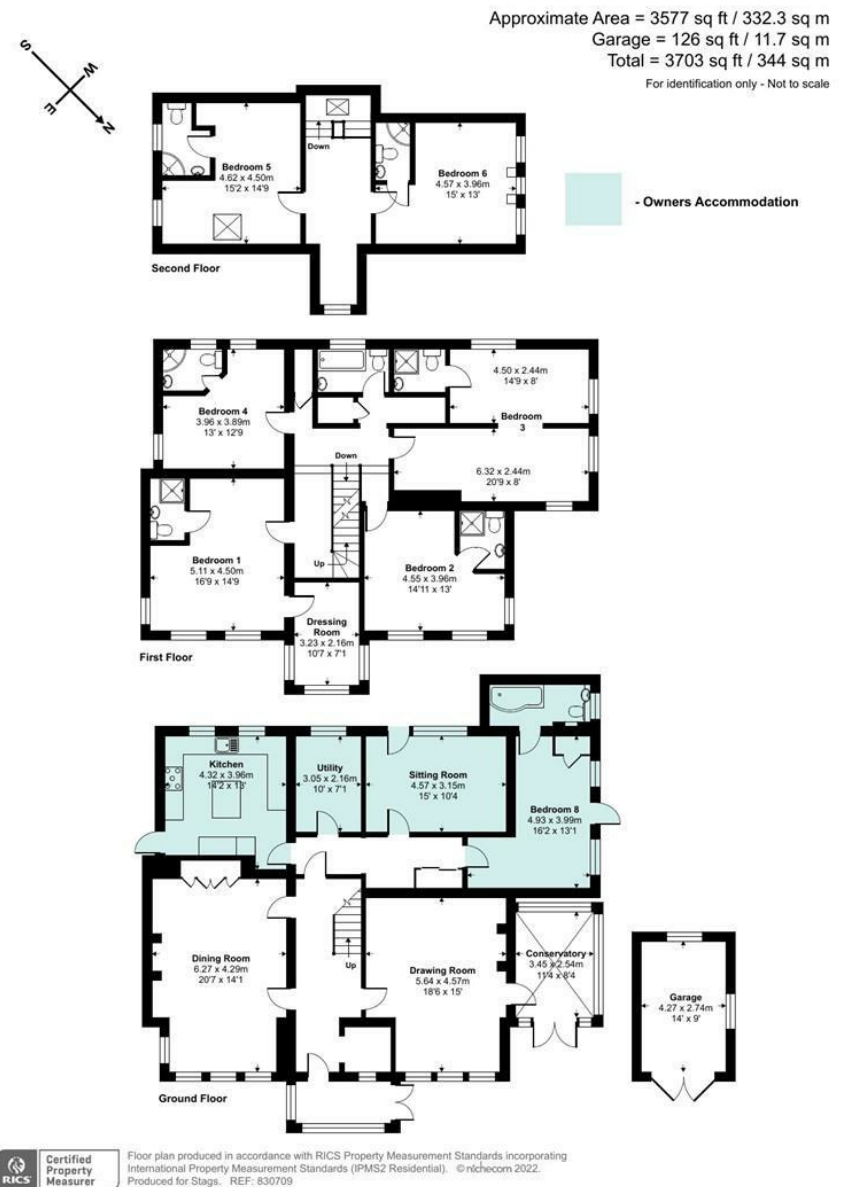 Approximate Area = 3577 sq ft / 332.3 sq m
Garage = 126 sq ft / 11.7 sq m
Total = 3703 sq ft / 344 sq m
For identification only - Not to scale
S
W
E
N
- Owners Accommodation
Down
Bedroom 5
4.62 x 4.50m
15'2 x 14'9
Bedroom 6
4.57 x 3.96m
15' x 13'
Second Floor
4.50 x 2.44m
14'9 x 8'
Bedroom
3
6.32 x 2.44m
20'9 x 8'
Bedroom 4
3.96 x 3.89m
13' x 12'9
Down
Up
Bedroom 1
5.11 x 4.50m
16'9 x 14'9
Bedroom 2
4.55 x 3.96m
14'11 x 13'
Dressing
Room
3.23 x 2.16m
10'7 x 7'1
First Floor
Kitchen
4.32 x 3.96m
14'2 x 13'
Utility
3.05 x 2.16m
10' x 7'1
Sitting Room
4.57 x 3.15m
15' x 10'4
Bedroom 8
4.93 x 3.99m
16'2 x 13'1
Dining Room
6.27 x 4.29m
20'7 x 14'1
Up
Drawing Room
5.64 x 4.57m
18'6 x 15'
Conservatory
3.45 x 2.54m
11'4 x 8'4
Garage
4.27 x 2.74m
14' x 9'
Ground Floor
RICS
Certified
Property
Measurer
Floor plan produced in accordance with RICS Property Measurement Standards incorporating
International Property Measurement Standards (IPMS2 Residential). © nichecom 2022.
Produced for Stags. REF: 830709